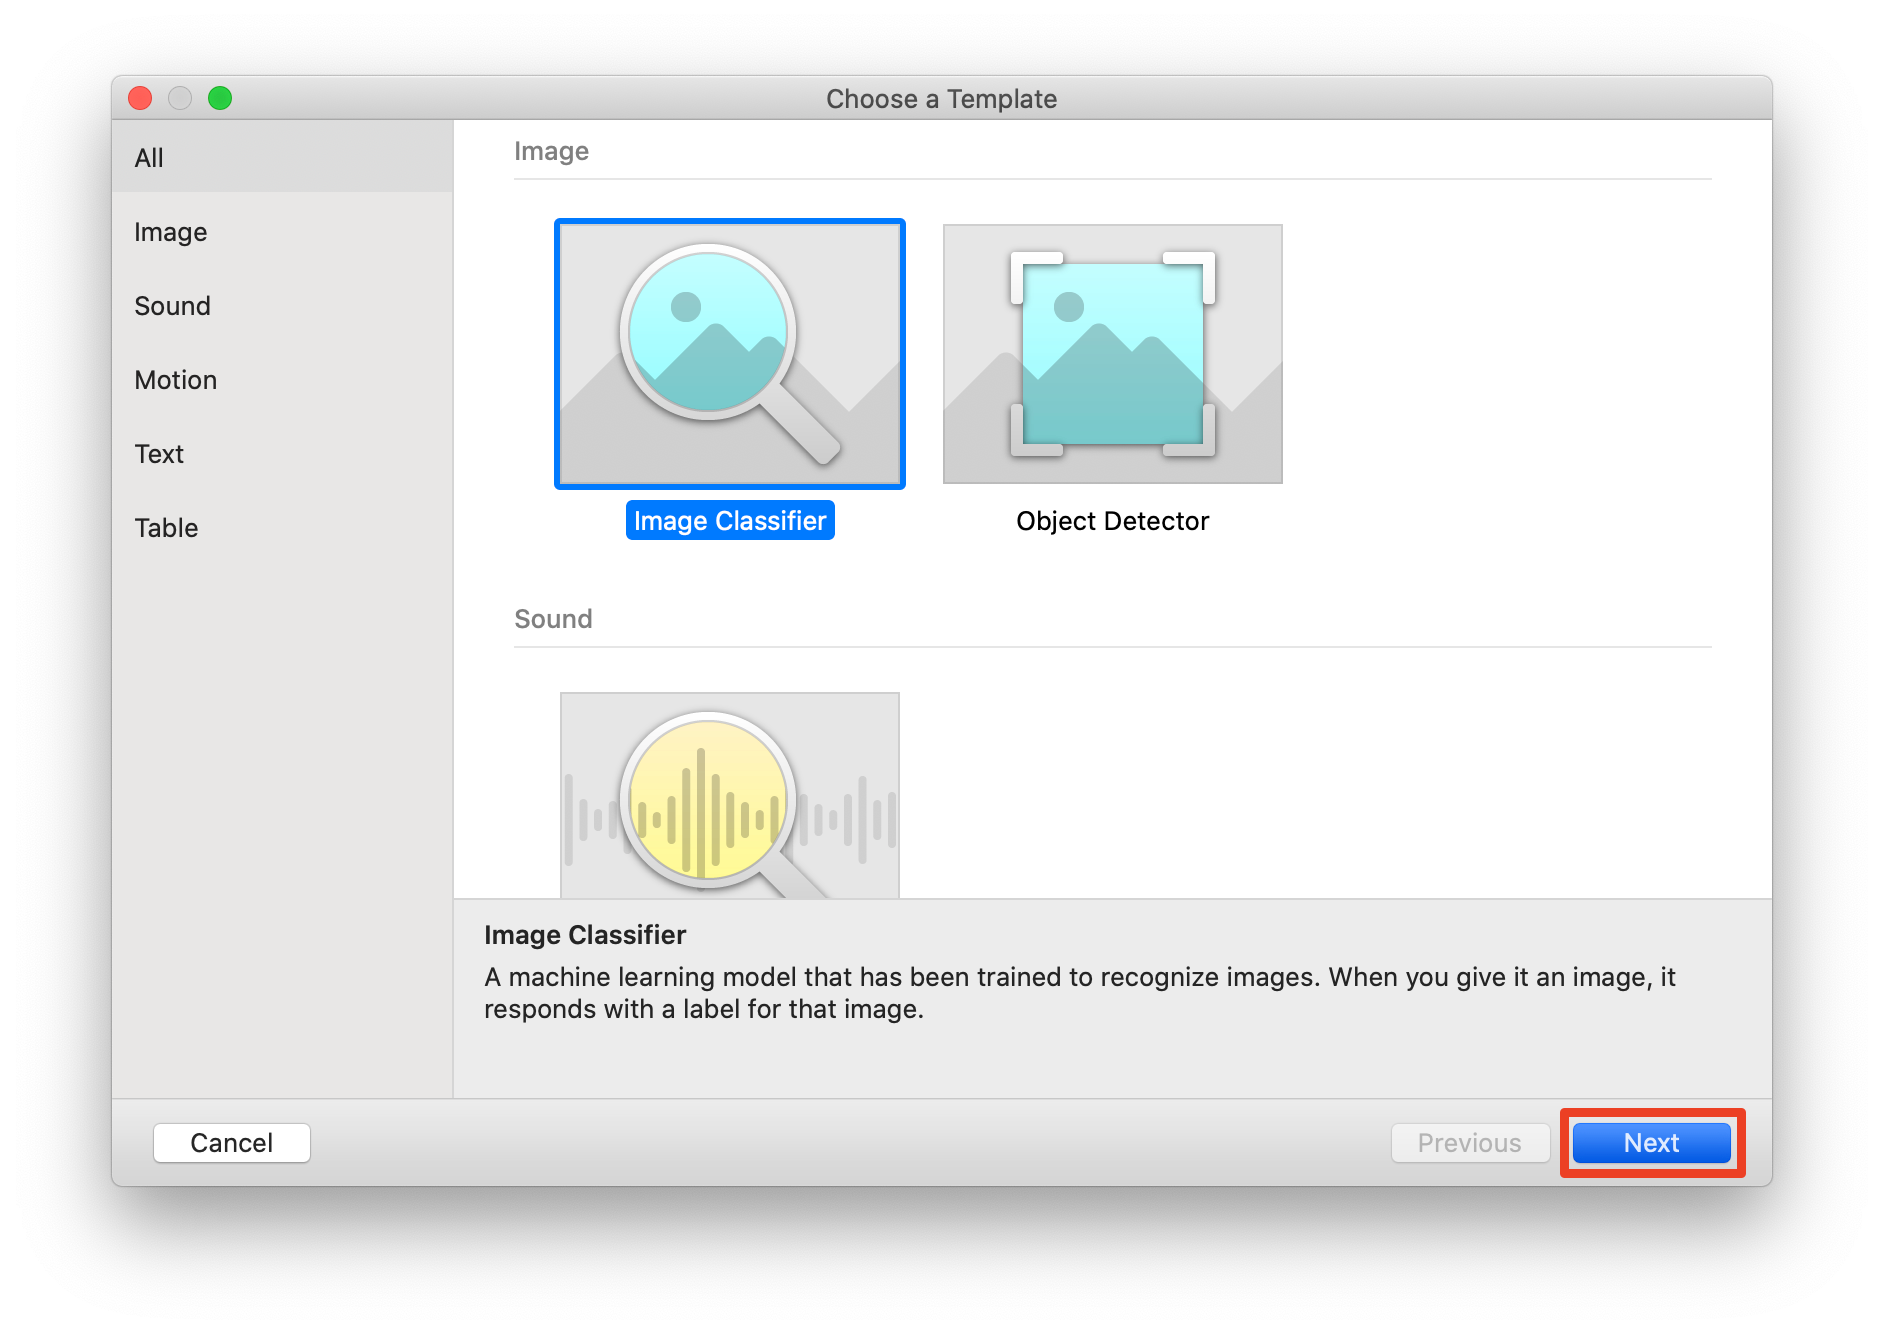 Choose a Template
All
Image
Sound
Motion
Text
Table
Image
Image Classifier
Object Detector
Sound
Image Classifier
A machine learning model that has been trained to recognize images. When you give it an image, it
responds with a label for that image.
Cancel
Previous
Next